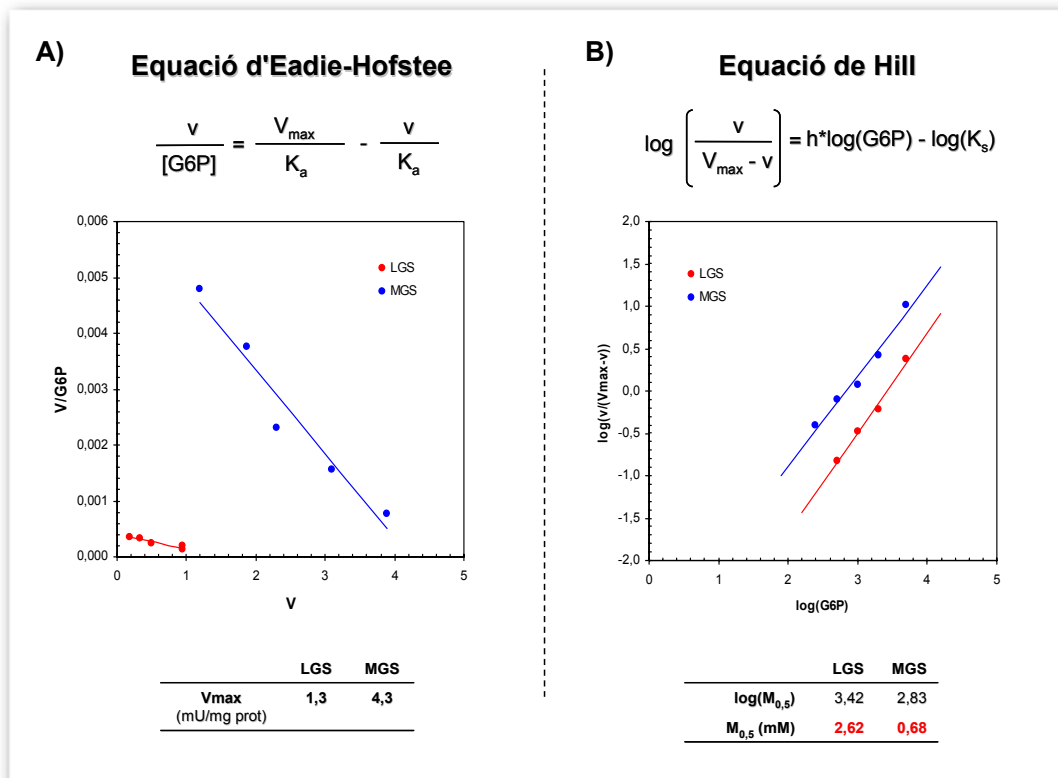 A)
Equació d'Eadie-Hofstee
v / [G6P] = Vmax / Ka - v / Ka
0,006
0,005
0,004
0,003
0,002
0,001
0,000
V/G6P
LGS
MGS
0 1 2 3 4 5
V
LGS MGS
Vmax 1,3 4,3
(mU/mg prot)
B)
Equació de Hill
log [ v / Vmax - v ] = h*log(G6P) - log(Ks)
2,0
1,5
1,0
0,5
0,0
-0,5
-1,0
-1,5
-2,0
log(v/(Vmax-v))
LGS
MGS
0 1 2 3 4 5
log(G6P)
LGS MGS
log(M0,5) 3,42 2,83
M0,5 (mM) 2,62 0,68